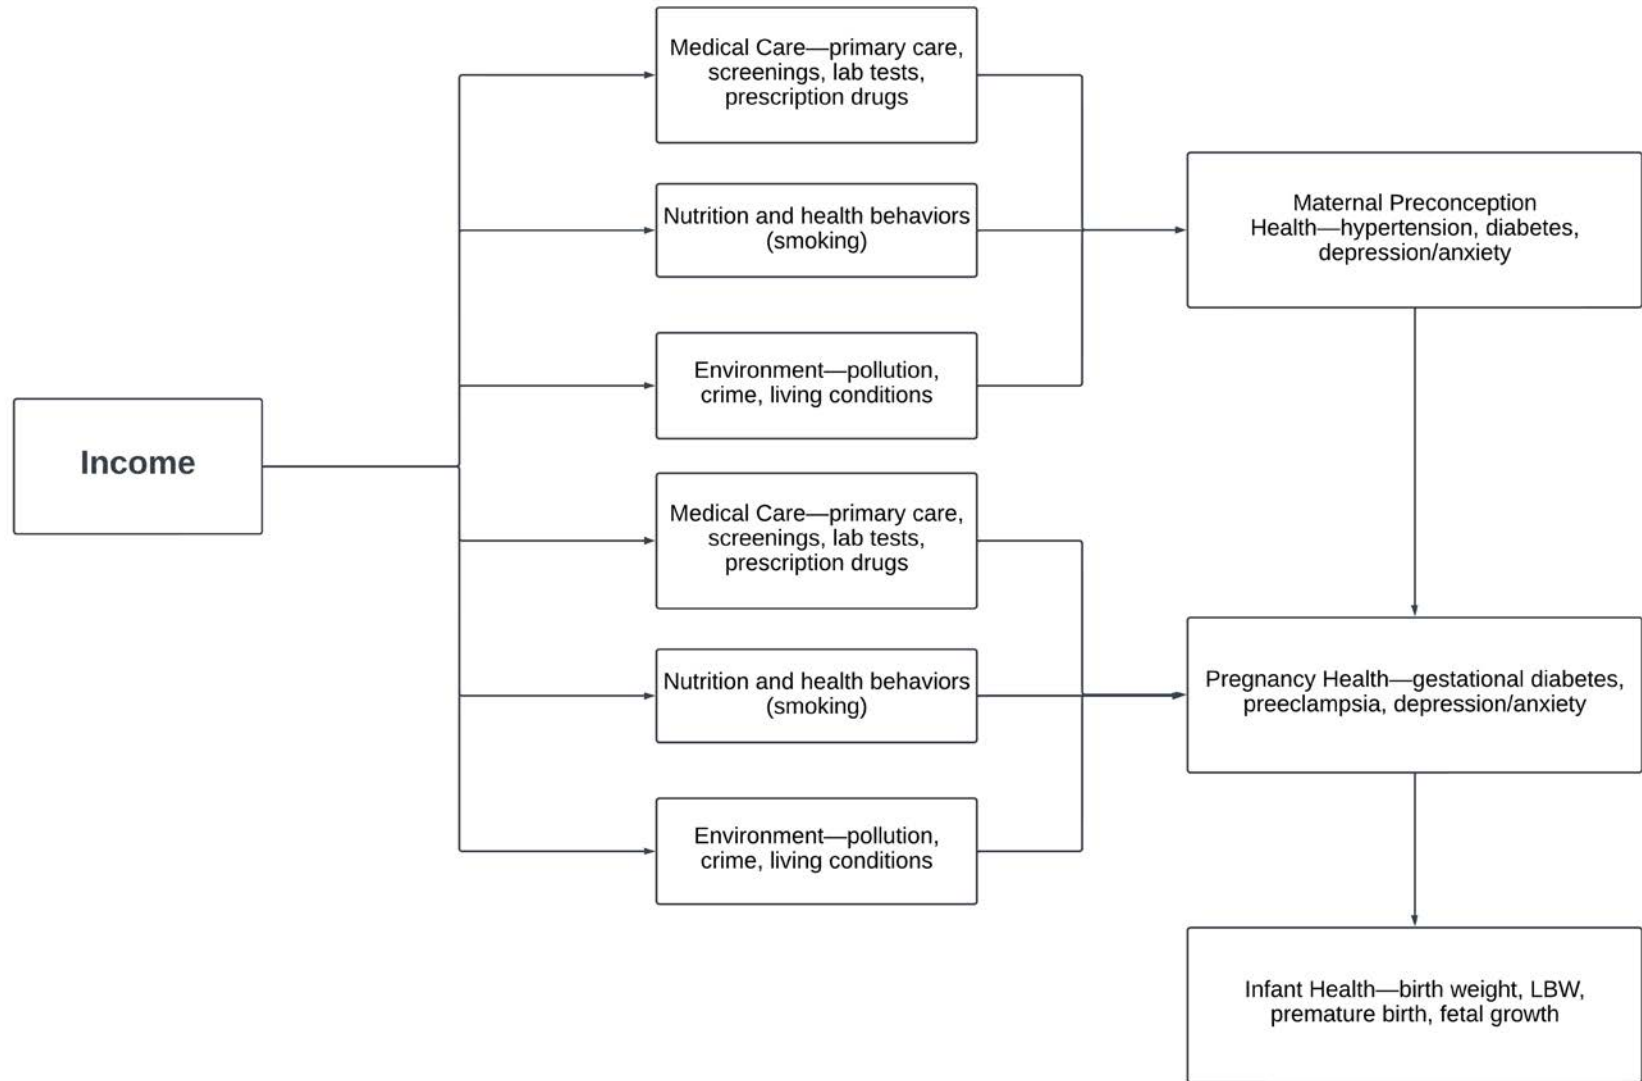 Medical Care—primary care,
screenings, lab tests,
prescription drugs
Nutrition and health behaviors
(smoking)
Environment—pollution,
crime, living conditions
Income
Medical Care—primary care,
screenings, lab tests,
prescription drugs
Nutrition and health behaviors
(smoking)
Environment—pollution,
crime, living conditions
Maternal Preconception
Health—hypertension, diabetes,
depression/anxiety
Pregnancy Health—gestational diabetes,
preeclampsia, depression/anxiety
Infant Health—birth weight, LBW,
premature birth, fetal growth